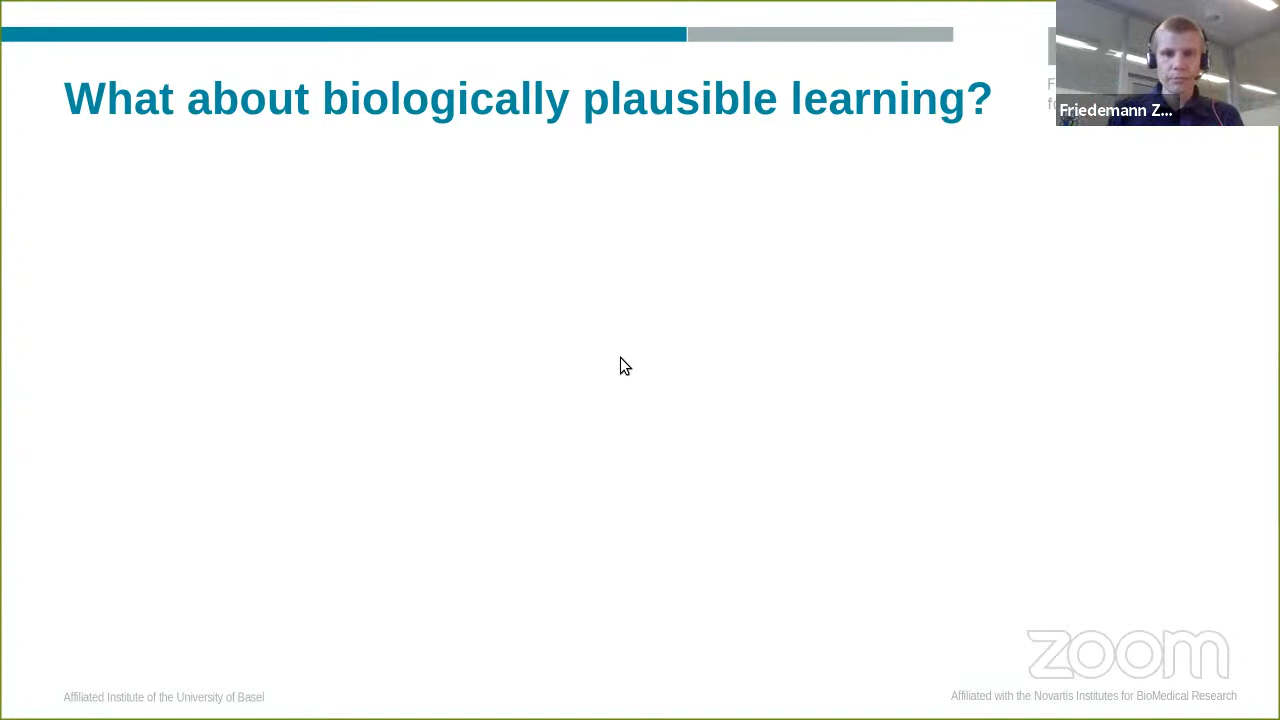 What about biologically plausible learning?
F
Friedemann Z...
zoom
Affiliated Institute of the University of Basel
Affiliated with the Novartis Institutes for BioMedical Research